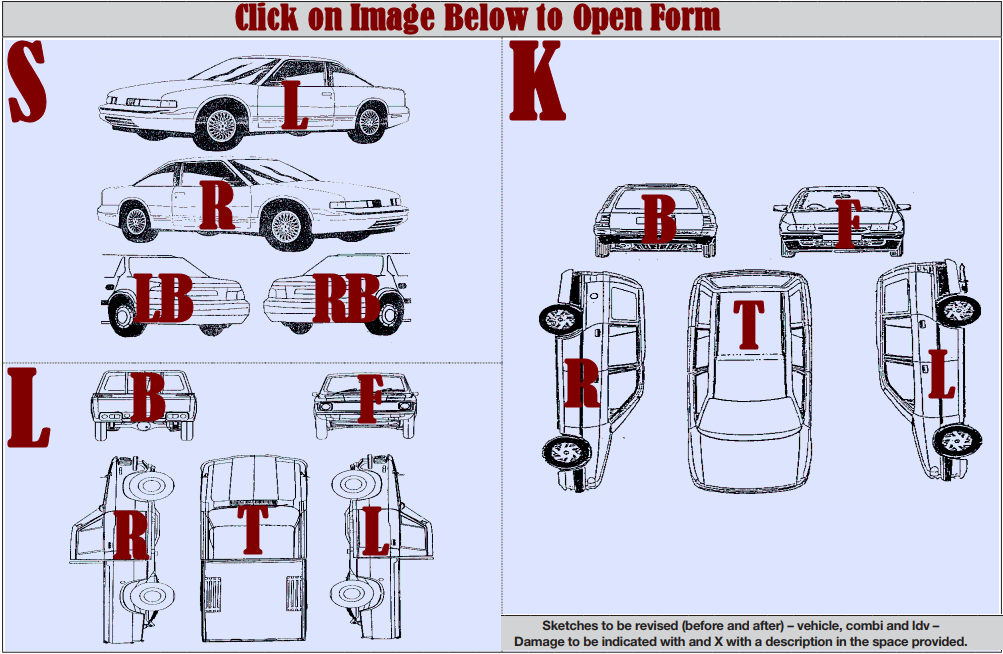 Click on Image Below to Open Form
S
L
R
LB
RB
L
B
F
R
T
L
K
B
F
R
T
L
Sketches to be revised (before and after) – vehicle, combi and ldv –
Damage to be indicated with and X with a description in the space provided.